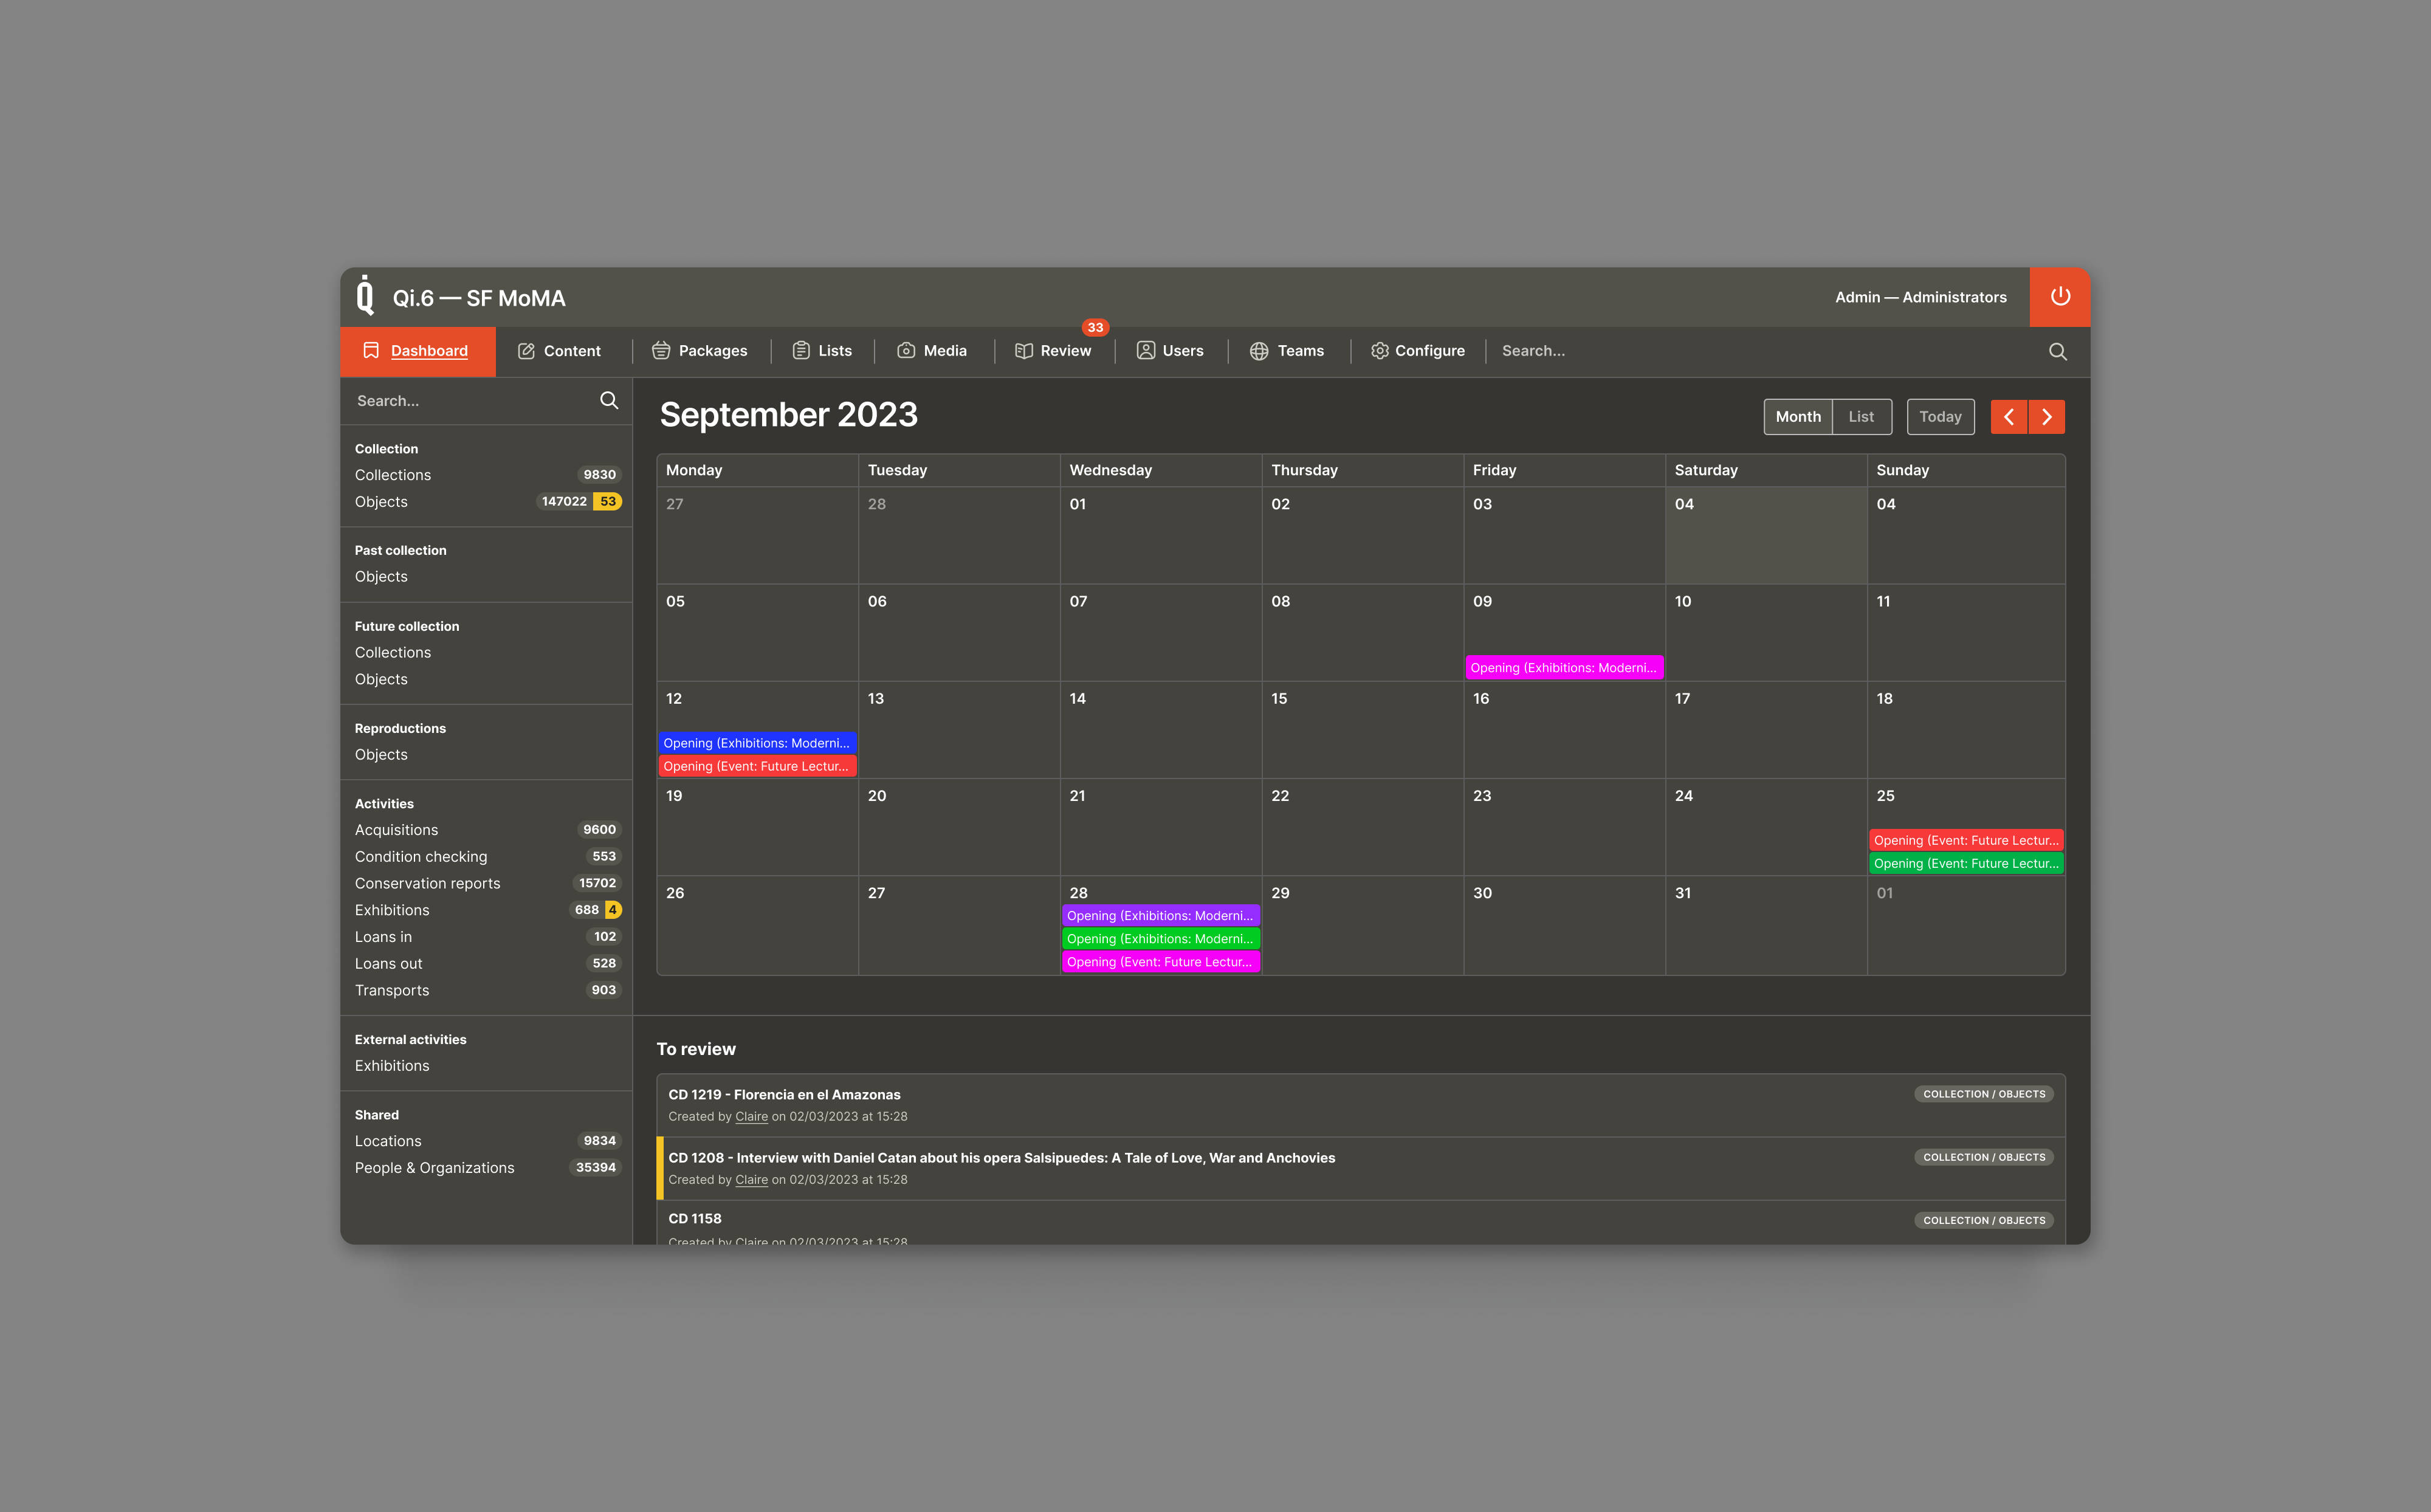 Qi.6 — SF MoMA
Admin — Administrators
Dashboard
Content
Packages
Lists
Media
Review
33
Users
Teams
Configure
Search...
Search...
Collection
Collections 9830
Objects 147022 53
Past collection
Objects
Future collection
Collections
Objects
Reproductions
Objects
Activities
Acquisitions 9600
Condition checking 553
Conservation reports 15702
Exhibitions 688 4
Loans in 102
Loans out 528
Transports 903
External activities
Exhibitions
Shared
Locations 9834
People & Organizations 35394
September 2023
Month List Today
Monday Tuesday Wednesday Thursday Friday Saturday Sunday
27 28 01 02 03 04 04
05 06 07 08 09 10 11
Opening (Exhibitions: Moderni...
12 13 14 15 16 17 18
Opening (Exhibitions: Moderni...
Opening (Event: Future Lectur...
19 20 21 22 23 24 25
Opening (Event: Future Lectur...
Opening (Event: Future Lectur...
26 27 28 29 30 31 01
Opening (Exhibitions: Moderni...
Opening (Exhibitions: Moderni...
Opening (Event: Future Lectur...
To review
CD 1219 - Florencia en el Amazonas
COLLECTION / OBJECTS
Created by Claire on 02/03/2023 at 15:28
CD 1208 - Interview with Daniel Catan about his opera Salsipuedes: A Tale of Love, War and Anchovies
COLLECTION / OBJECTS
Created by Claire on 02/03/2023 at 15:28
CD 1158
COLLECTION / OBJECTS
Created by Claire on 02/03/2023 at 15:28